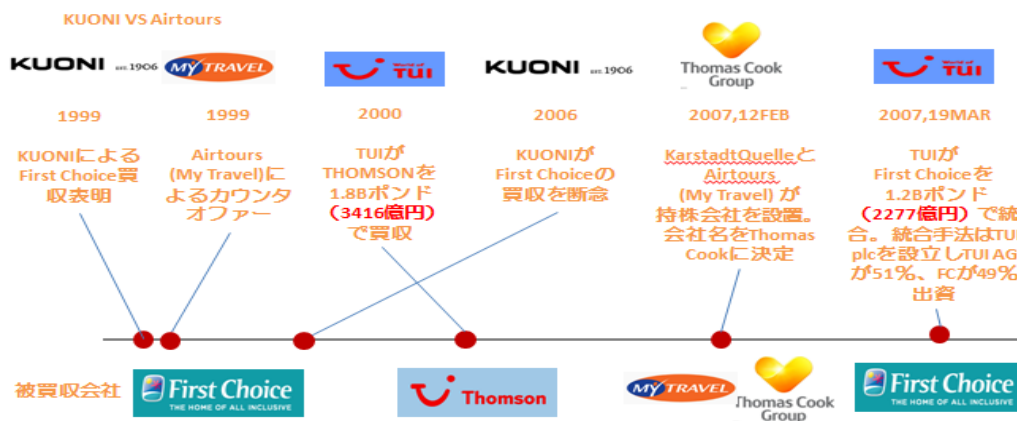 KUONI VS Airtours
KUONI EST. 1906
MY TRAVEL
World of
TUI
KUONI EST. 1906
Thomas Cook
Group
World of
TUI
1999
1999
2000
2006
2007,12FEB
2007,19MAR
KUONIによる
First Choice買
収表明
Airtours
(My Travel)に
よるカウンタ
オファー
TUIが
THOMSONを
1.8Bポンド
(3416億円)
で買収
KUONIが
First Choiceの
買収を断念
KarstadtQuelleと
Airtours
(My Travel) が
持株会社を設置。
会社名をThomas
Cookに決定
TUIが
First Choiceを
1.2Bポンド
(2277億円) で統
合。統合手法はTUI
plcを設立しTUI AG
が51%、FCが49%
出資
被買収会社
First Choice
THE HOME OF ALL INCLUSIVE
Thomson
MY TRAVEL
Thomas Cook
Group
First Choice
THE HOME OF ALL INCLUSIVE